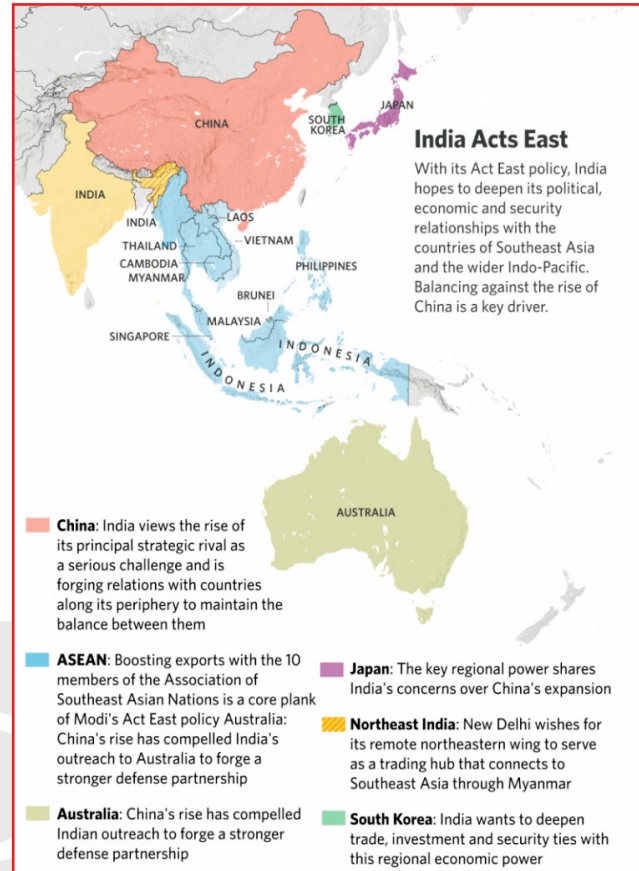 CHINA
JAPAN
SOUTH
KOREA
India Acts East
With its Act East policy, India
hopes to deepen its political,
economic and security
relationships with the
countries of Southeast Asia
and the wider Indo-Pacific.
Balancing against the rise of
China is a key driver.
INDIA
INDIA
LAOS
THAILAND
VIETNAM
CAMBODIA
MYANMAR
PHILIPPINES
BRUNEI
MALAYSIA
SINGAPORE
INDONESIA
INDONESIA
AUSTRALIA
China: India views the rise of
its principal strategic rival as
a serious challenge and is
forging relations with countries
along its periphery to maintain the
balance between them
ASEAN: Boosting exports with the 10
members of the Association of
Southeast Asian Nations is a core plank
of Modi's Act East policy Australia:
China's rise has compelled India's
outreach to Australia to forge a
stronger defense partnership
Australia: China's rise has compelled
Indian outreach to forge a stronger
defense partnership
Japan: The key regional power shares
India's concerns over China's expansion
Northeast India: New Delhi wishes for
its remote northeastern wing to serve
as a trading hub that connects to
Southeast Asia through Myanmar
South Korea: India wants to deepen
trade, investment and security ties with
this regional economic power